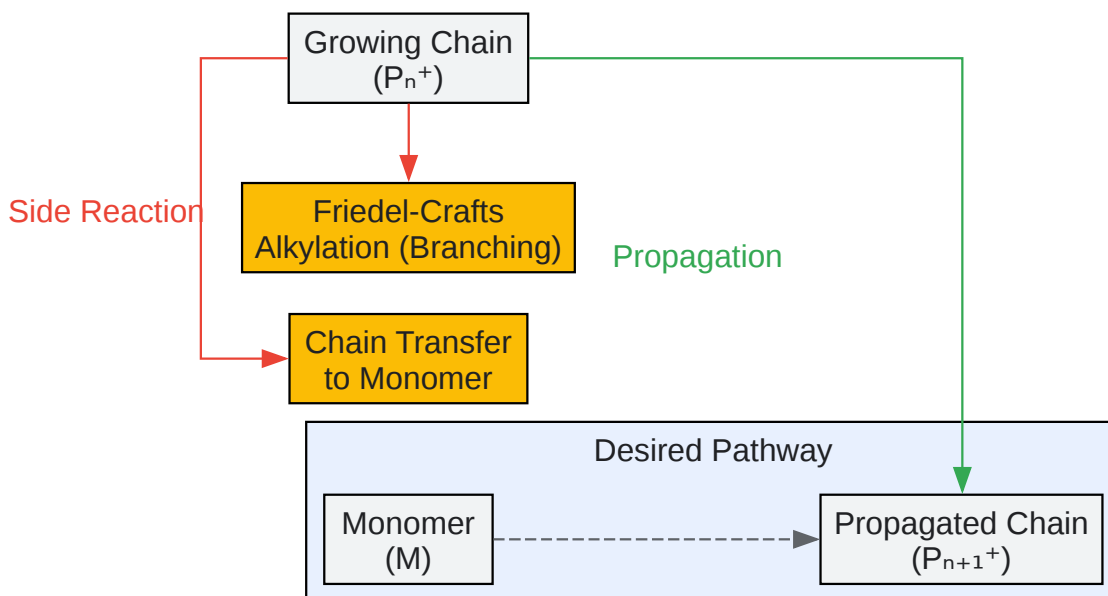 Growing Chain
(Pₙ⁺)
Side Reaction
Friedel-Crafts
Alkylation (Branching)
Propagation
Chain Transfer
to Monomer
Desired Pathway
Monomer
(M)
Propagated Chain
(Pₙ₊₁⁺)